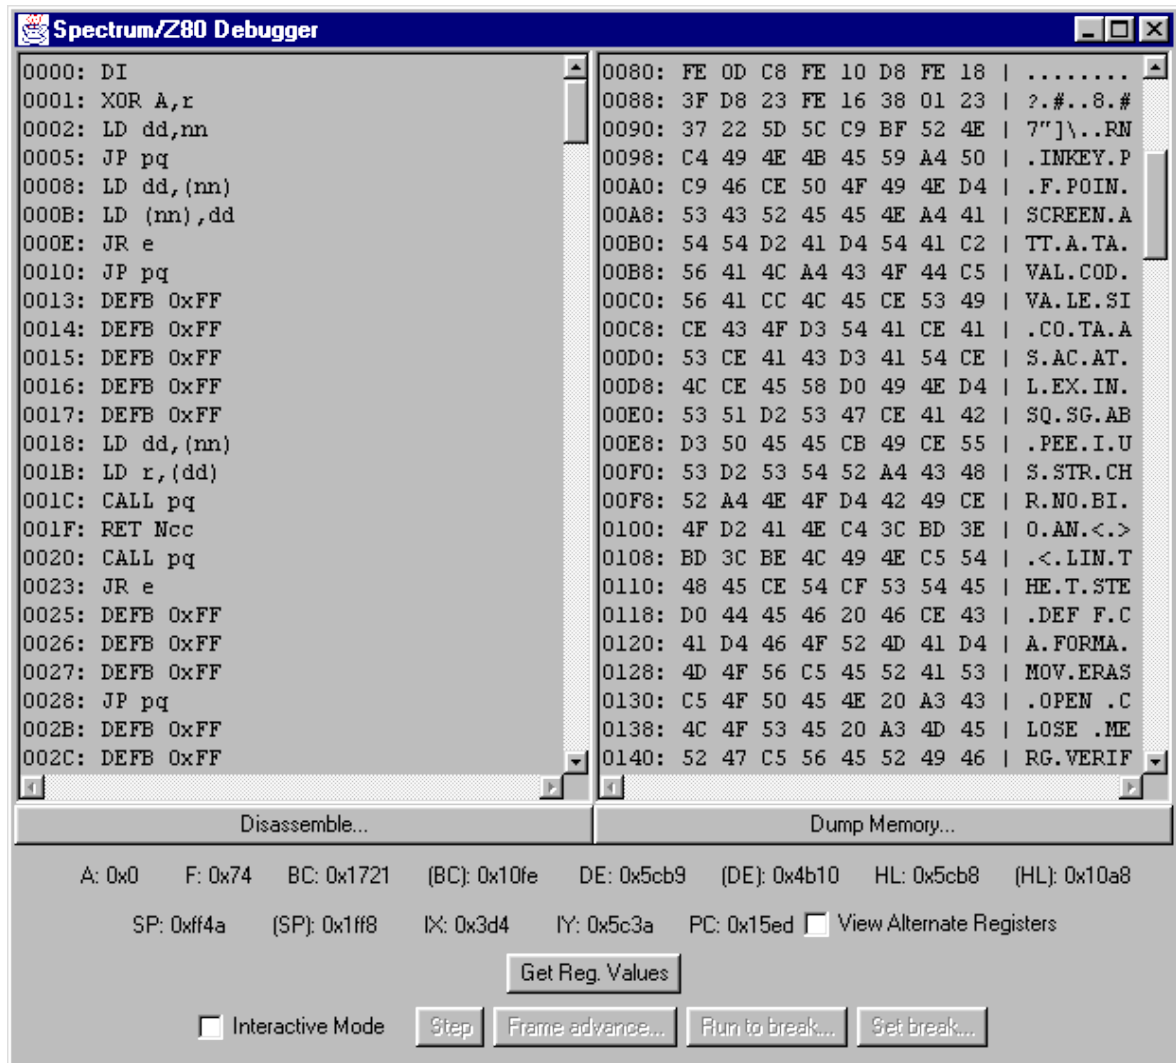 Spectrum/Z80 Debugger
0000: DI
0001: XOR A,r
0002: LD dd,nn
0005: JP pq
0008: LD dd,(nn)
000B: LD (nn),dd
000E: JR e
0010: JP pq
0013: DEFB 0xFF
0014: DEFB 0xFF
0015: DEFB 0xFF
0016: DEFB 0xFF
0017: DEFB 0xFF
0018: LD dd,(nn)
001B: LD r,(dd)
001C: CALL pq
001F: RET Ncc
0020: CALL pq
0023: JR e
0025: DEFB 0xFF
0026: DEFB 0xFF
0027: DEFB 0xFF
0028: JP pq
002B: DEFB 0xFF
002C: DEFB 0xFF
0080: FE 0D C8 FE 10 D8 FE 18 | ........
0088: 3F D8 23 FE 16 38 01 23 | ?.#..8.#
0090: 37 22 5D 5C C9 BF 52 4E | 7"]\..RN
0098: C4 49 4E 4B 45 59 A4 50 | .INKEY.P
00A0: C9 46 CE 50 4F 49 4E D4 | .F.POIN.
00A8: 53 43 52 45 45 4E A4 41 | SCREEN.A
00B0: 54 54 D2 41 D4 54 41 C2 | TT.A.TA.
00B8: 56 41 4C A4 43 4F 44 C5 | VAL.COD.
00C0: 56 41 CC 4C 45 CE 53 49 | VA.LE.SI
00C8: CE 43 4F D3 54 41 CE 41 | .CO.TA.A
00D0: 53 CE 41 43 D3 41 54 CE | S.AC.AT.
00D8: 4C CE 45 58 D0 49 4E D4 | L.EX.IN.
00E0: 53 51 D2 53 47 CE 41 42 | SQ.SG.AB
00E8: D3 50 45 45 CB 49 CE 55 | .PEE.I.U
00F0: 53 D2 53 54 52 A4 43 48 | S.STR.CH
00F8: 52 A4 4E 4F D4 42 49 CE | R.NO.BI.
0100: 4F D2 41 4E C4 3C BD 3E | O.AN.<.>
0108: BD 3C BE 4C 49 4E C5 54 | .<.LIN.T
0110: 48 45 CE 54 CF 53 54 45 | HE.T.STE
0118: D0 44 45 46 20 46 CE 43 | .DEF F.C
0120: 41 D4 46 4F 52 4D 41 D4 | A.FORMA.
0128: 4D 4F 56 C5 45 52 41 53 | MOV.ERAS
0130: C5 4F 50 45 4E 20 A3 43 | .OPEN .C
0138: 4C 4F 53 45 20 A3 4D 45 | LOSE .ME
0140: 52 47 C5 56 45 52 49 46 | RG.VERIF
Disassemble... Dump Memory...
A: 0x0 F: 0x74 BC: 0x1721 (BC): 0x10fe DE: 0x5cb9 (DE): 0x4b10 HL: 0x5cb8 (HL): 0x10a8
SP: 0xff4a (SP): 0x1ff8 IX: 0x3d4 IY: 0x5c3a PC: 0x15ed View Alternate Registers
Get Reg. Values
Interactive Mode Step Frame advance... Run to break... Set break...